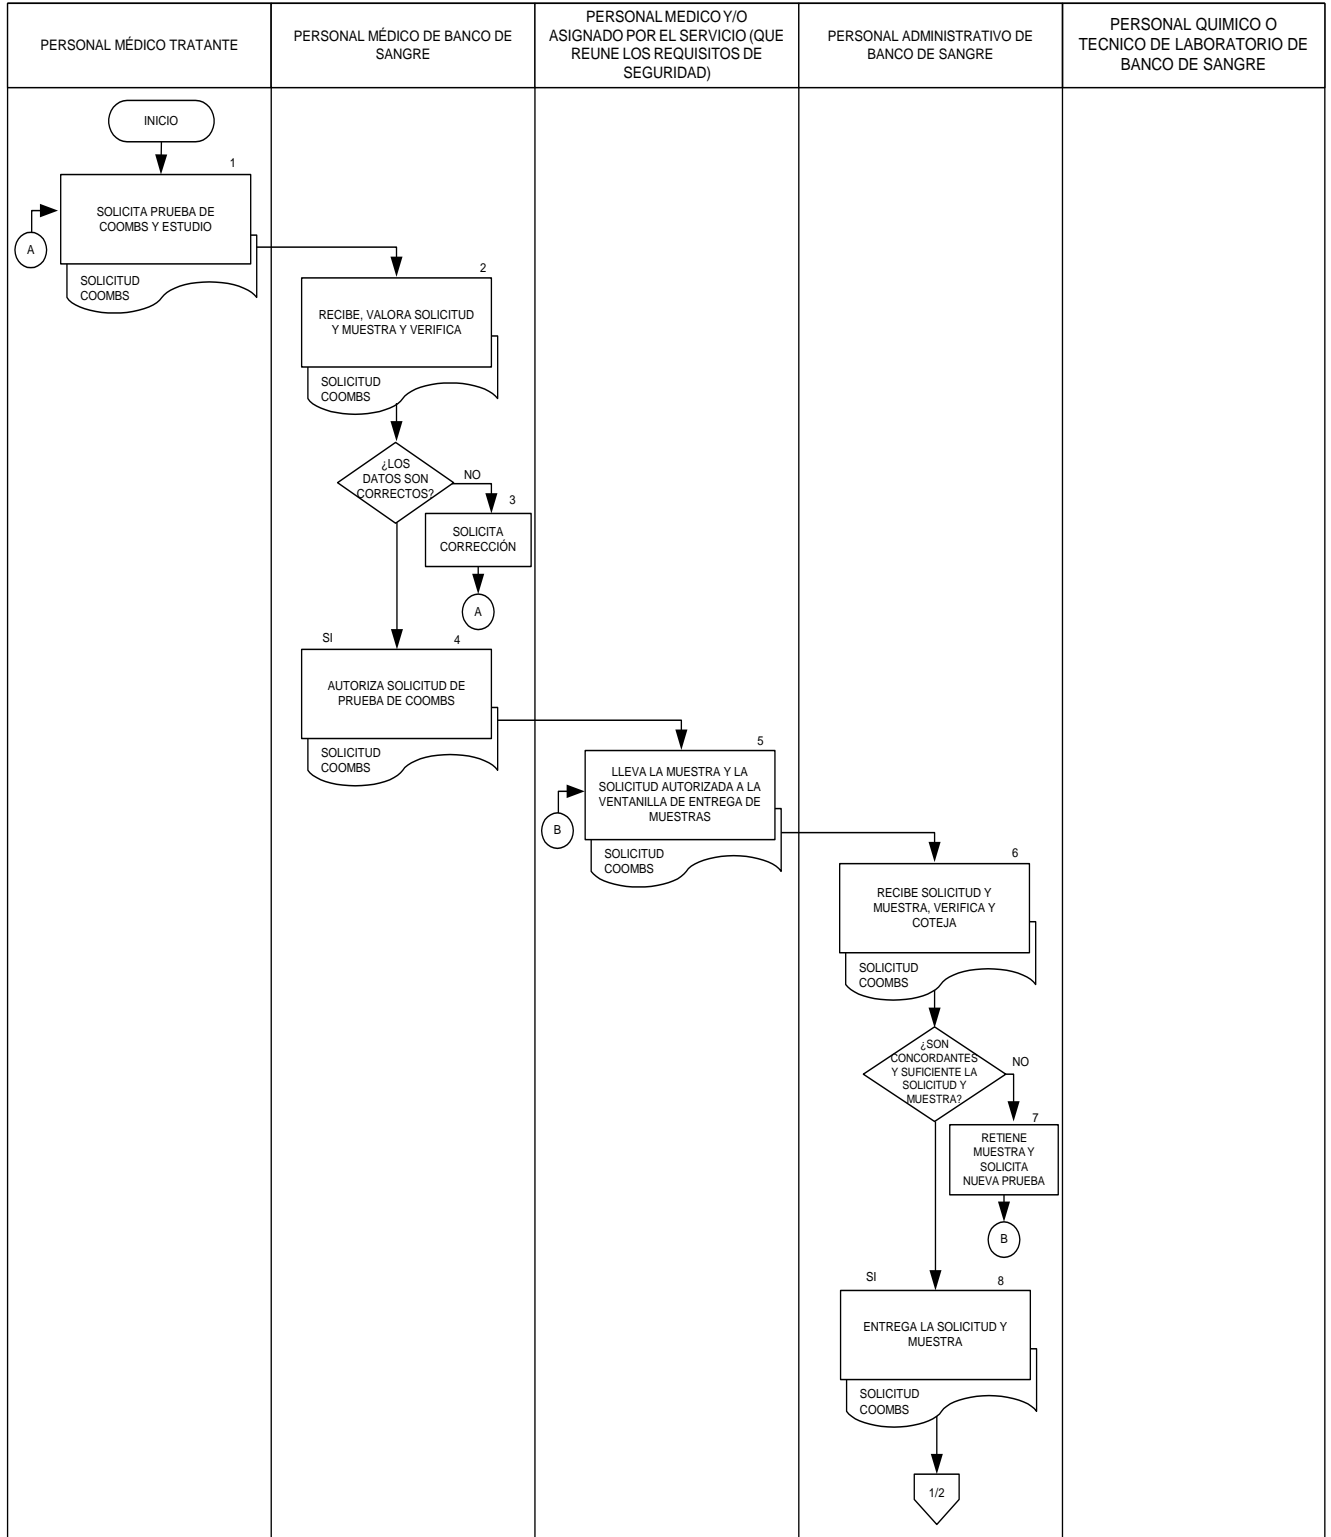 PERSONAL MÉDICO TRATANTE
PERSONAL MÉDICO DE BANCO DE
SANGRE
PERSONAL MEDICO Y/O
ASIGNADO POR EL SERVICIO (QUE
REUNE LOS REQUISITOS DE
SEGURIDAD)
PERSONAL ADMINISTRATIVO DE
BANCO DE SANGRE
PERSONAL QUIMICO O
TECNICO DE LABORATORIO DE
BANCO DE SANGRE
INICIO
1
SOLICITA PRUEBA DE
COOMBS Y ESTUDIO
A
SOLICITUD
COOMBS
2
RECIBE, VALORA SOLICITUD
Y MUESTRA Y VERIFICA
SOLICITUD
COOMBS
¿LOS
DATOS SON
CORRECTOS?
NO
3
SOLICITA
CORRECCIÓN
A
SI
4
AUTORIZA SOLICITUD DE
PRUEBA DE COOMBS
SOLICITUD
COOMBS
5
LLEVA LA MUESTRA Y LA
SOLICITUD AUTORIZADA A LA
VENTANILLA DE ENTREGA DE
MUESTRAS
B
SOLICITUD
COOMBS
6
RECIBE SOLICITUD Y
MUESTRA, VERIFICA Y
COTEJA
SOLICITUD
COOMBS
¿SON
CONCORDANTES
Y SUFICIENTE LA
SOLICITUD Y
MUESTRA?
NO
7
RETIENE
MUESTRA Y
SOLICITA
NUEVA PRUEBA
B
SI
8
ENTREGA LA SOLICITUD Y
MUESTRA
SOLICITUD
COOMBS
1/2